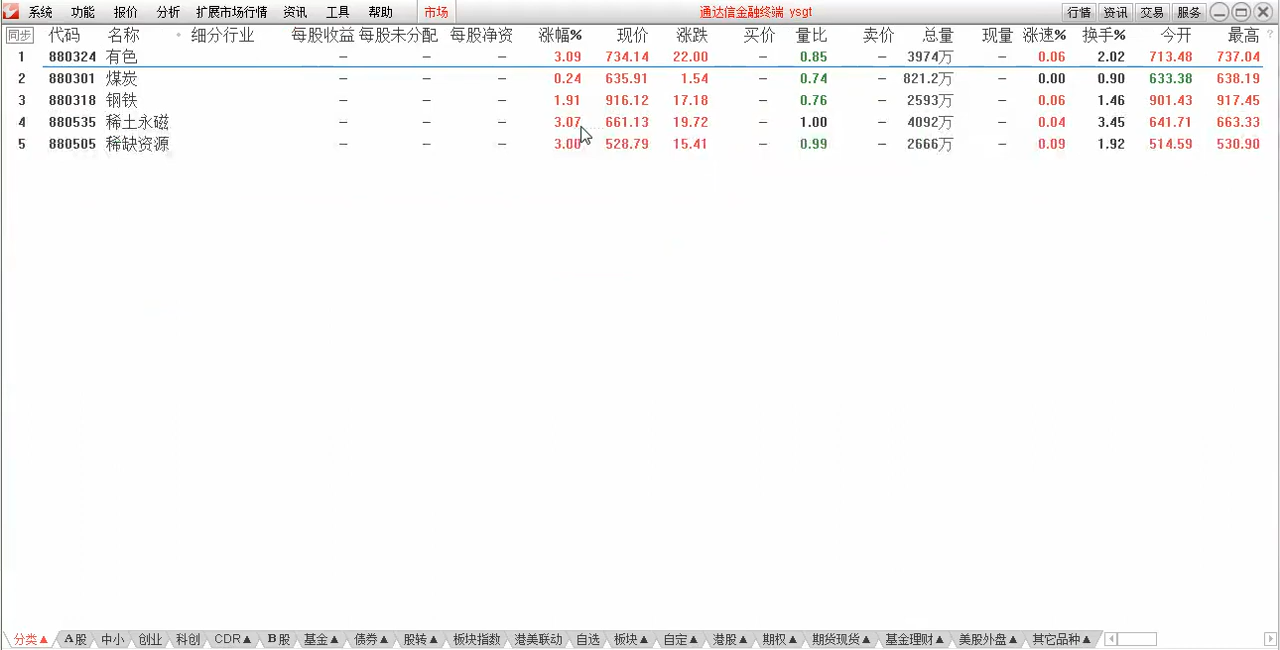 系统 功能 报价 分析 扩展市场行情 资讯 工具 帮助 市场 通达信金融终端 ysgt 行情 资讯 交易 服务
同步 代码 名称 细分行业 每股收益 每股未分配 每股净资 涨幅% 现价 涨跌 买价 量比 卖价 总量 现量 涨速% 换手% 今开 最高 ?
1 880324 有色 – – – 3.09 734.14 22.00 – 0.85 – 3974万 – 0.06 2.02 713.48 737.04
2 880301 煤炭 – – – 0.24 635.91 1.54 – 0.74 – 821.2万 – 0.00 0.90 633.38 638.19
3 880318 钢铁 – – – 1.91 916.12 17.18 – 0.76 – 2593万 – 0.06 1.46 901.43 917.45
4 880535 稀土永磁 – – – 3.07 661.13 19.72 – 1.00 – 4092万 – 0.04 3.45 641.71 663.33
5 880505 稀缺资源 – – – 3.00 528.79 15.41 – 0.99 – 2666万 – 0.09 1.92 514.59 530.90
分类▲ A股 中小 创业 科创 CDR▲ B股 基金▲ 债券▲ 股转▲ 板块指数 港美联动 自选 板块▲ 自定▲ 港股▲ 期权▲ 期货现货▲ 基金理财▲ 美股外盘▲ 其它品种▲